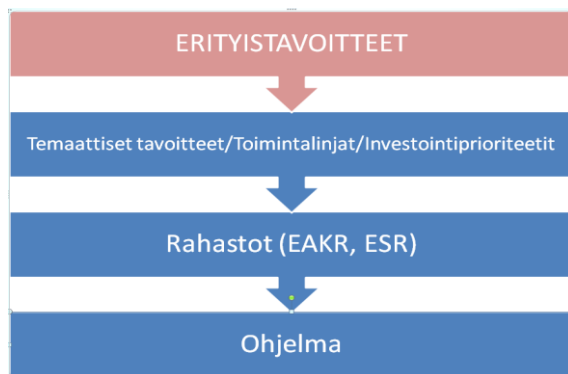 ERITYISTAVOITTEET
Temaattiset tavoitteet/Toimintalinjat/Investointiprioriteetit
Rahastot (EAKR, ESR)
Ohjelma